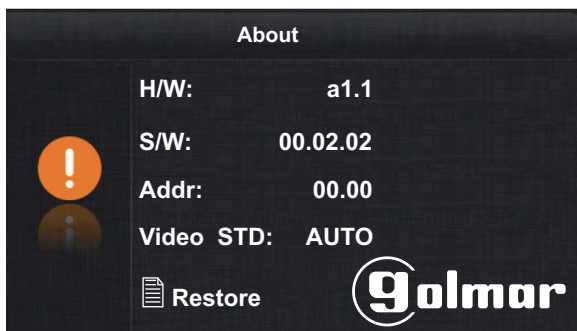 About
H/W: a1.1
S/W: 00.02.02
Addr: 00.00
Video STD: AUTO
Restore
golmar